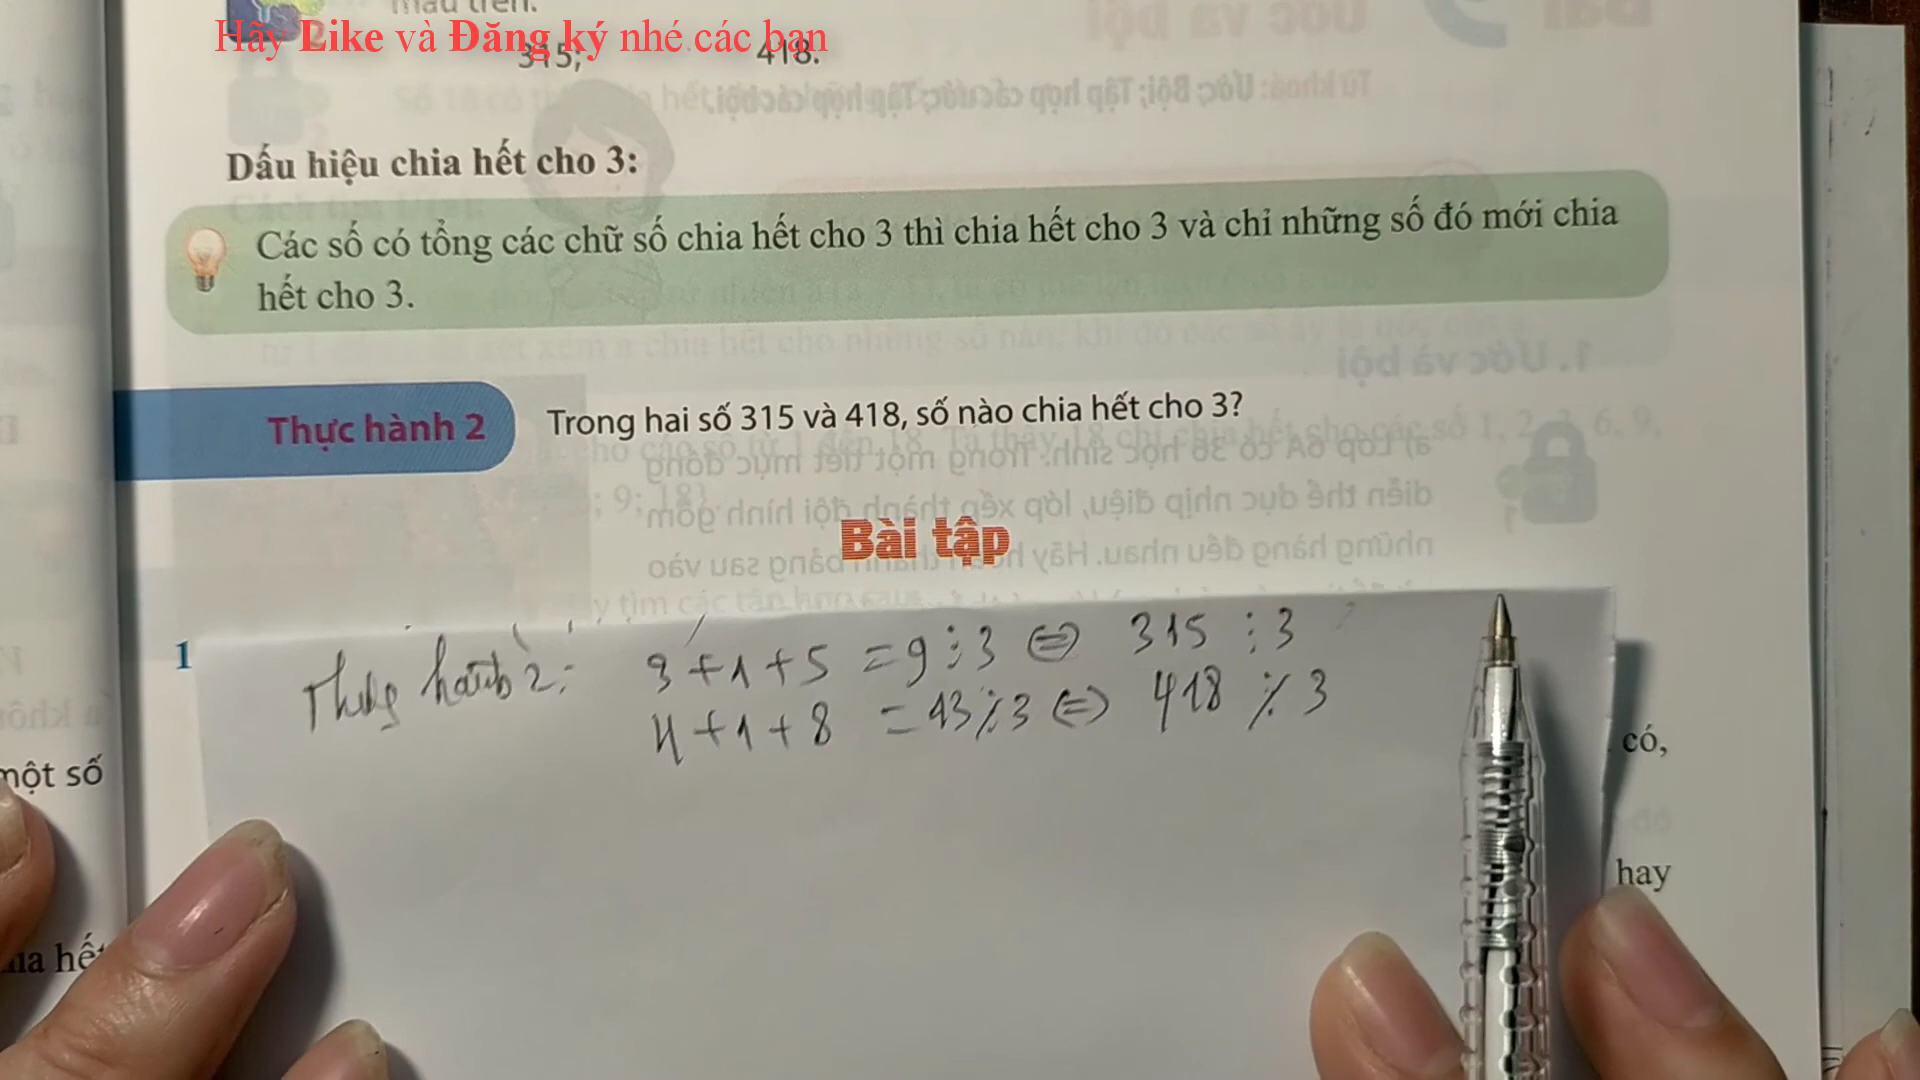 mẫu trên.
Hãy Like và Đăng ký nhé các bạn
315; 418.
Dấu hiệu chia hết cho 3:
Các số có tổng các chữ số chia hết cho 3 thì chia hết cho 3 và chỉ những số đó mới chia
hết cho 3.
Thực hành 2 Trong hai số 315 và 418, số nào chia hết cho 3?
Bài tập
1
Thực hành 2: 3+1+5 = 9 ⋮ 3 ⇔ 315 ⋮ 3
4+1+8 = 13 ⋮̸ 3 ⇔ 418 ⋮̸ 3
có,
một số
hay
hết